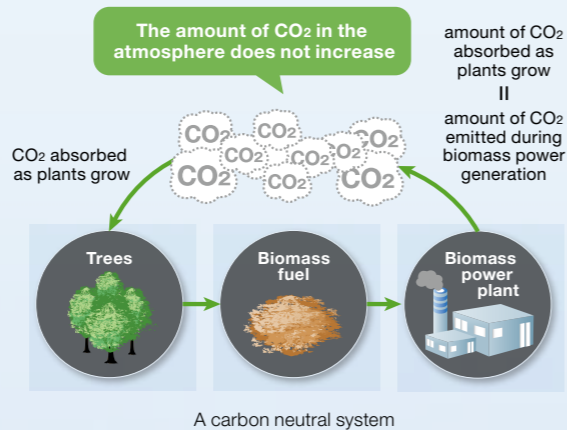 The amount of CO2 in the
atmosphere does not increase
amount of CO2
absorbed as
plants grow
=
amount of CO2
emitted during
biomass power
generation
CO2 absorbed
as plants grow
CO2
CO2
CO2
CO2
CO2
CO2
CO2
CO2
CO2
Trees
Biomass
fuel
Biomass
power
plant
A carbon neutral system